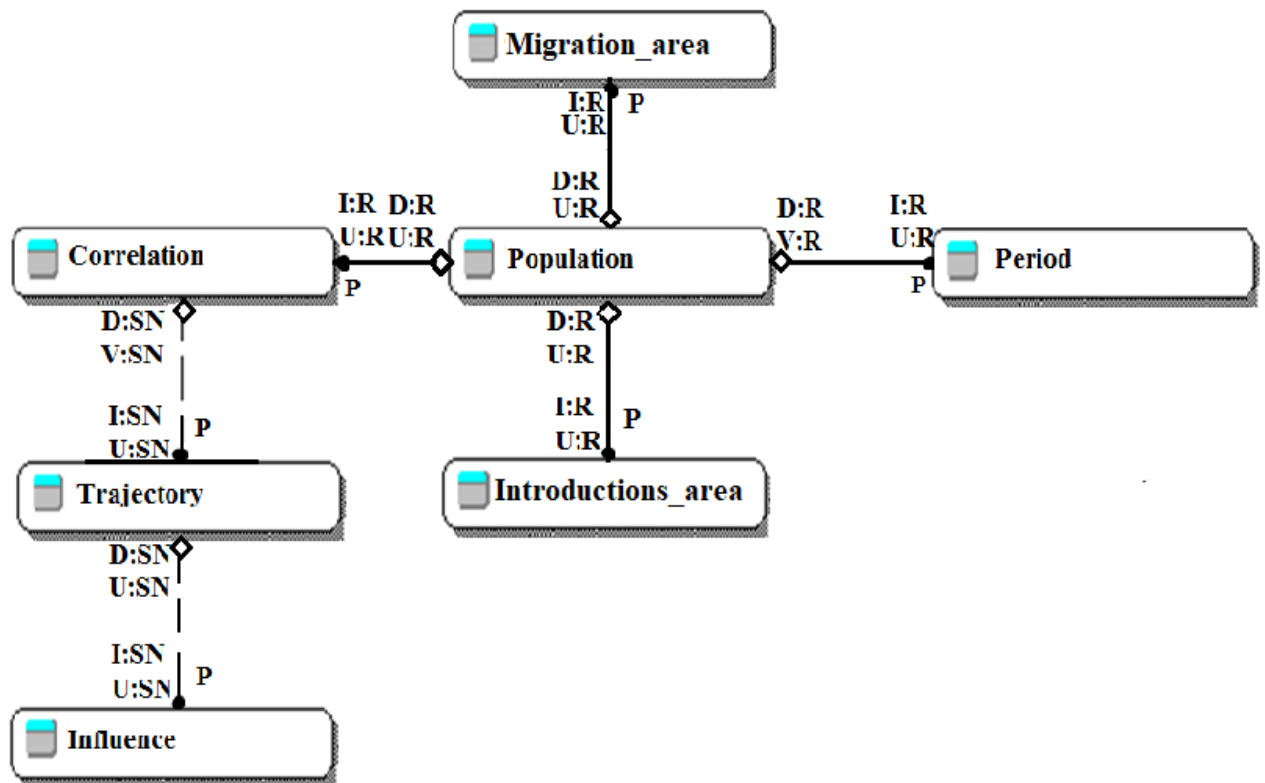 Migration_area
I:R
P
U:R
D:R
U:R
I:R D:R
U:R U:R
P
D:R
V:R
I:R
U:R
P
Correlation
Population
Period
D:SN
V:SN
D:R
U:R
I:SN
P
U:SN
I:R
P
U:R
Trajectory
Introductions_area
D:SN
U:SN
I:SN
P
U:SN
Influence